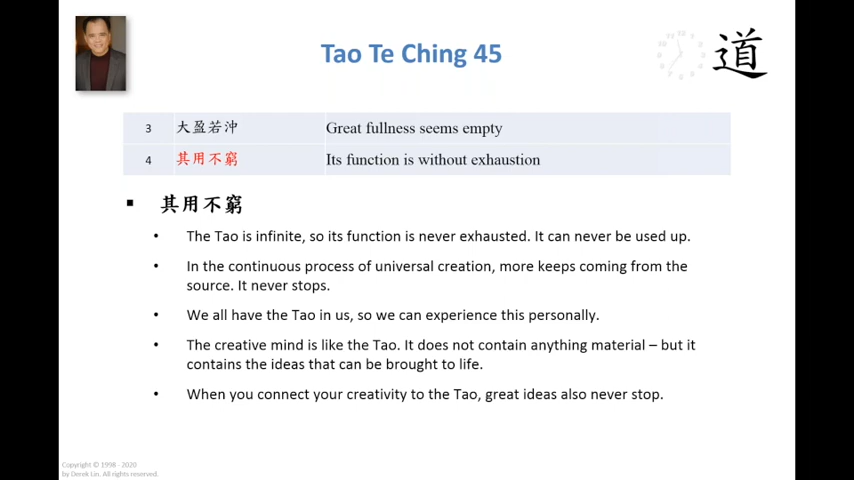 Tao Te Ching 45
道
3 大盈若沖 Great fullness seems empty
4 其用不窮 Its function is without exhaustion
▪ 其用不窮
• The Tao is infinite, so its function is never exhausted. It can never be used up.
• In the continuous process of universal creation, more keeps coming from the
source. It never stops.
• We all have the Tao in us, so we can experience this personally.
• The creative mind is like the Tao. It does not contain anything material – but it
contains the ideas that can be brought to life.
• When you connect your creativity to the Tao, great ideas also never stop.
Copyright © 1998 - 2020
by Derek Lin, All rights reserved.